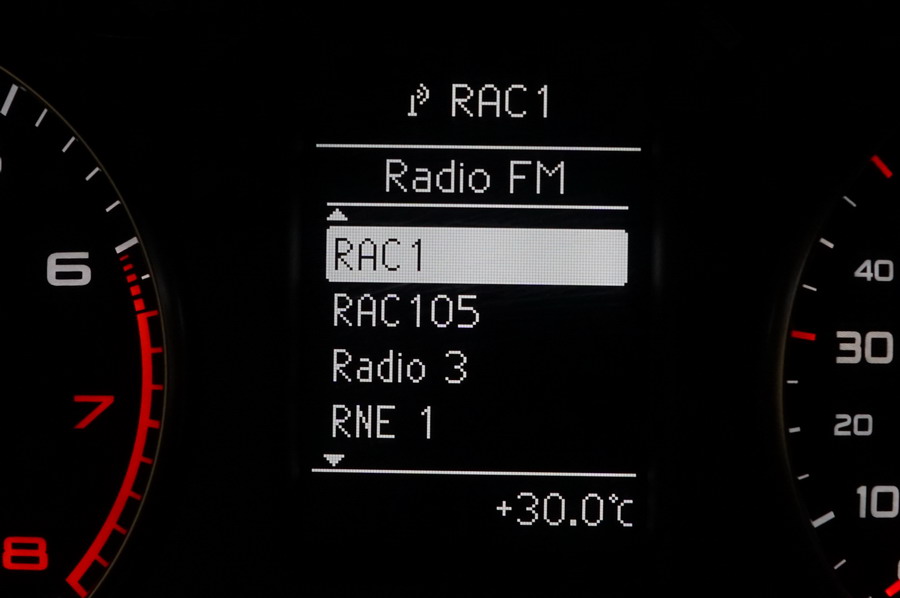 RAC1
Radio FM
RAC1
RAC105
Radio 3
RNE 1
+30.0°C
6
7
8
40
30
20
10